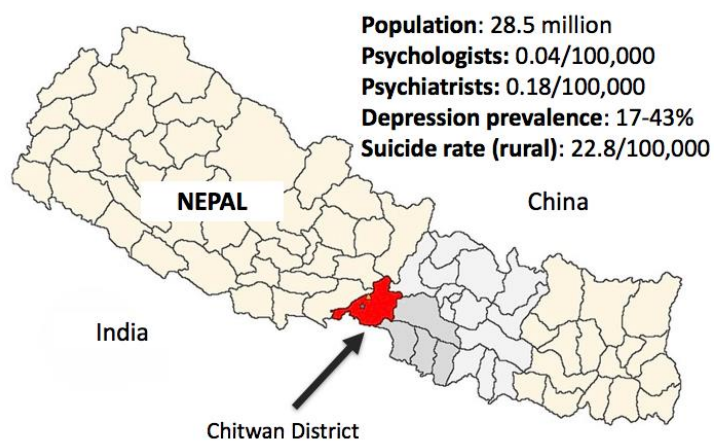 Population: 28.5 million
Psychologists: 0.04/100,000
Psychiatrists: 0.18/100,000
Depression prevalence: 17-43%
Suicide rate (rural): 22.8/100,000
NEPAL
China
India
Chitwan District